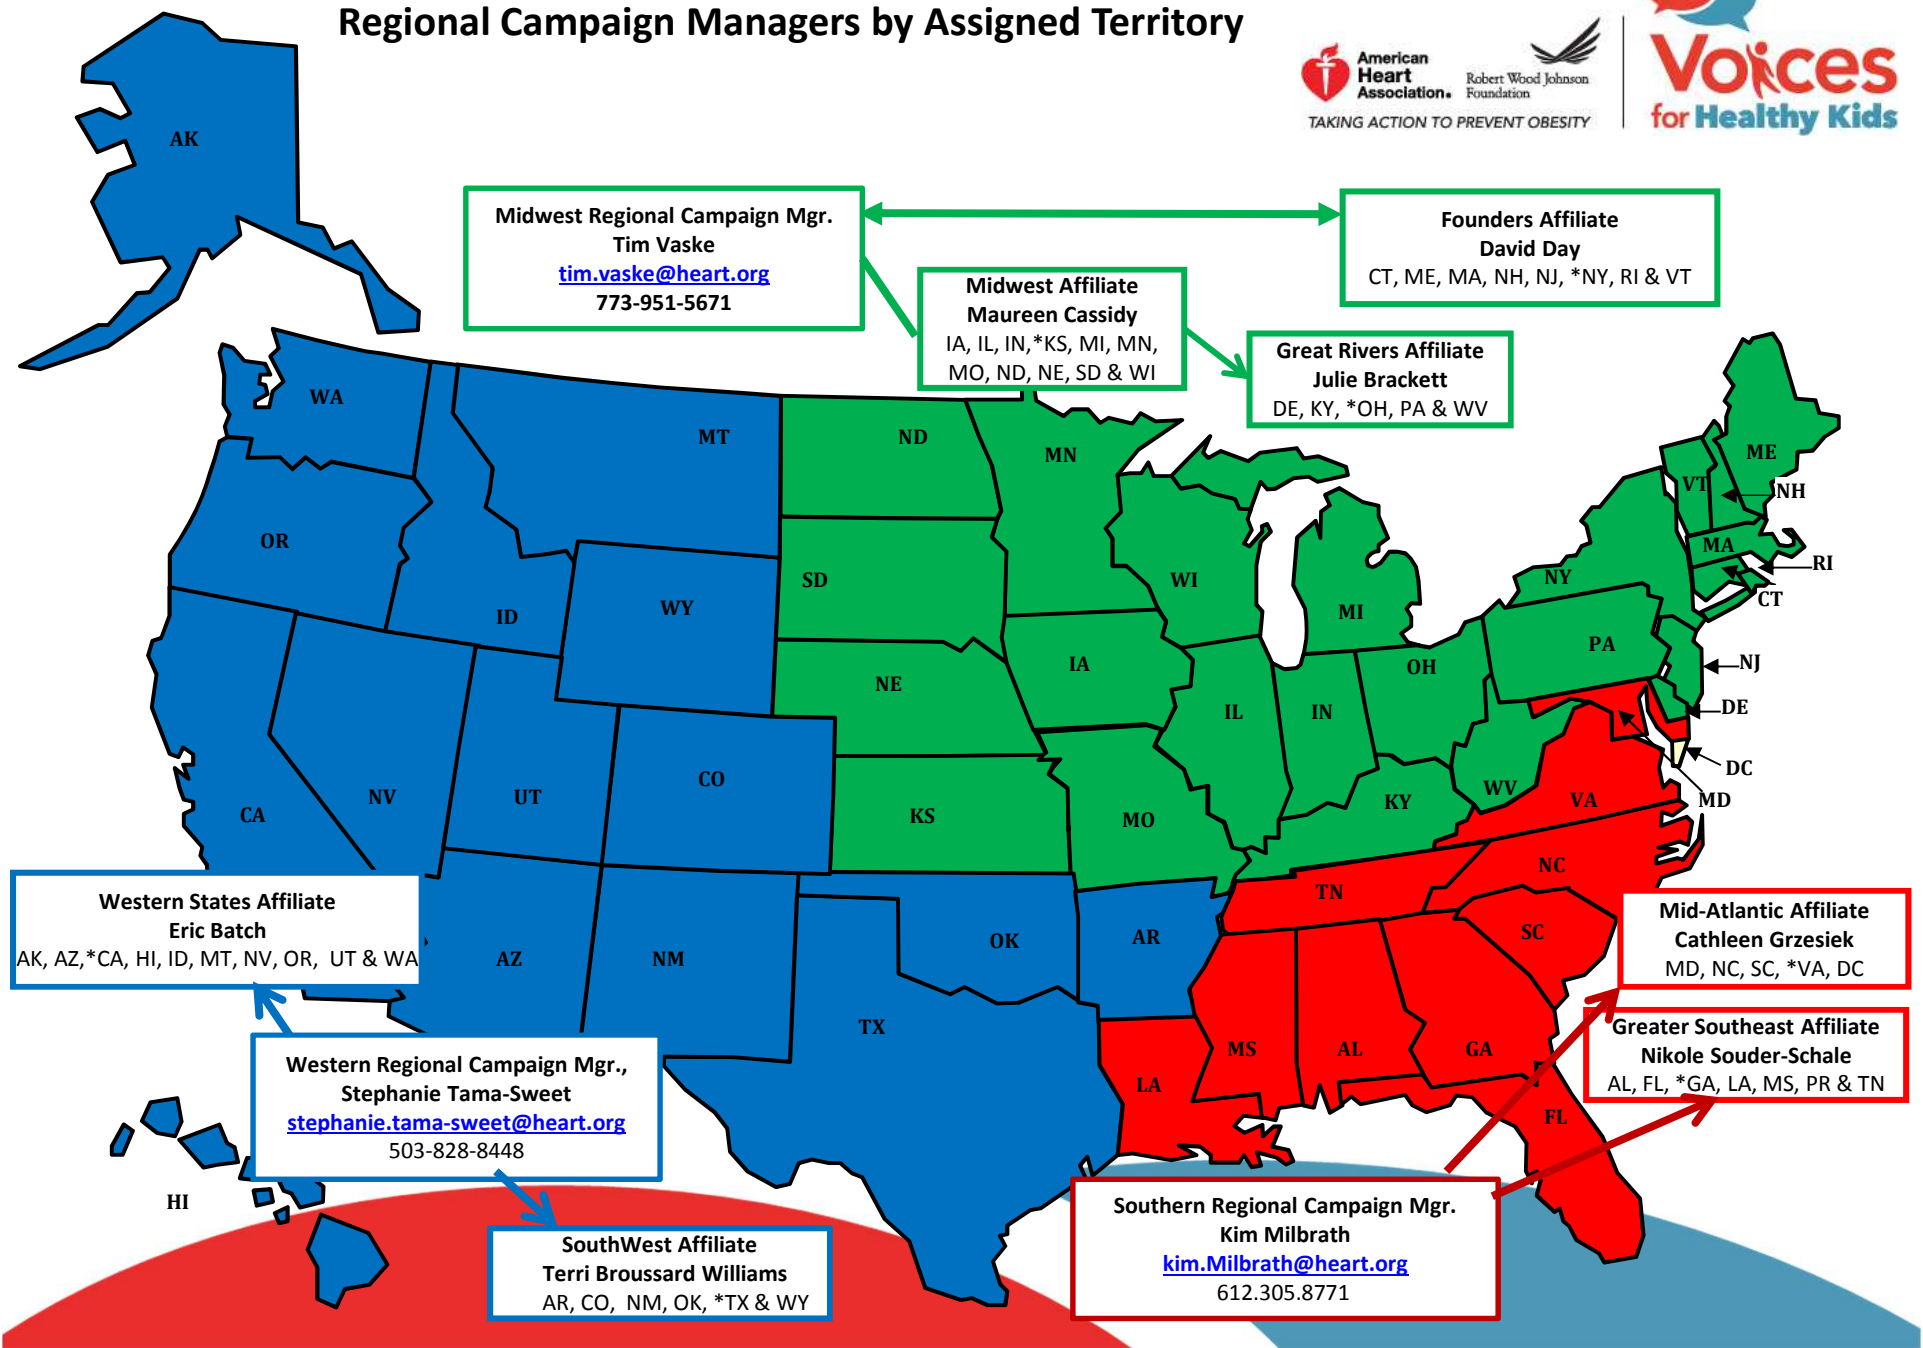 Regional Campaign Managers by Assigned Territory
American
Heart
Association.
Robert Wood Johnson
Foundation
TAKING ACTION TO PREVENT OBESITY
Voices
for Healthy Kids
Midwest Regional Campaign Mgr.
Tim Vaske
tim.vaske@heart.org
773-951-5671
Founders Affiliate
David Day
CT, ME, MA, NH, NJ, *NY, RI & VT
Midwest Affiliate
Maureen Cassidy
IA, IL, IN,*KS, MI, MN,
MO, ND, NE, SD & WI
Great Rivers Affiliate
Julie Brackett
DE, KY, *OH, PA & WV
AK
WA
MT
ND
MN
ME
VT
NH
OR
ID
WY
SD
WI
MI
NY
MA
RI
CT
NE
IA
IL
IN
OH
PA
NJ
DE
DC
MD
CA
NV
UT
CO
KS
MO
KY
WV
VA
NC
TN
SC
AZ
NM
OK
AR
TX
LA
MS
AL
GA
FL
HI
Western States Affiliate
Eric Batch
AK, AZ,*CA, HI, ID, MT, NV, OR, UT & WA
Western Regional Campaign Mgr.,
Stephanie Tama-Sweet
stephanie.tama-sweet@heart.org
503-828-8448
SouthWest Affiliate
Terri Broussard Williams
AR, CO, NM, OK, *TX & WY
Mid-Atlantic Affiliate
Cathleen Grzesiek
MD, NC, SC, *VA, DC
Greater Southeast Affiliate
Nikole Souder-Schale
AL, FL, *GA, LA, MS, PR & TN
Southern Regional Campaign Mgr.
Kim Milbrath
kim.Milbrath@heart.org
612.305.8771